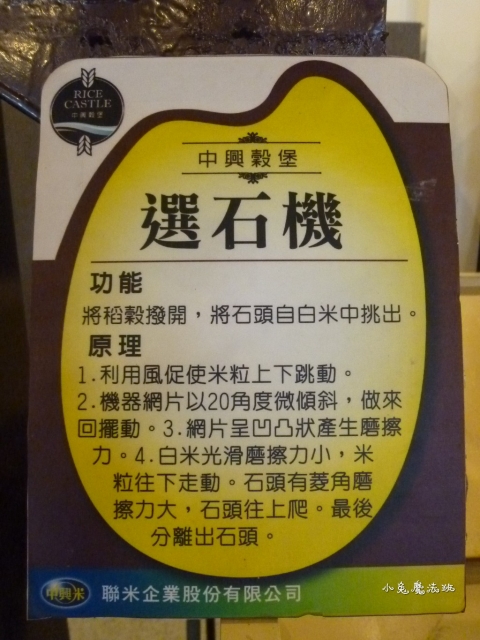 RICE
CASTLE
中興穀堡
中興穀堡
選石機
功能
將稻穀撥開，將石頭自白米中挑出。
原理
1.利用風促使米粒上下跳動。
2.機器網片以20角度微傾斜，做來
回擺動。3.網片呈凹凸狀產生磨擦
力。4.白米光滑磨擦力小，米
粒往下走動。石頭有菱角磨
擦力大，石頭往上爬。最後
分離出石頭。
中興米 聯米企業股份有限公司
小兔魔法班